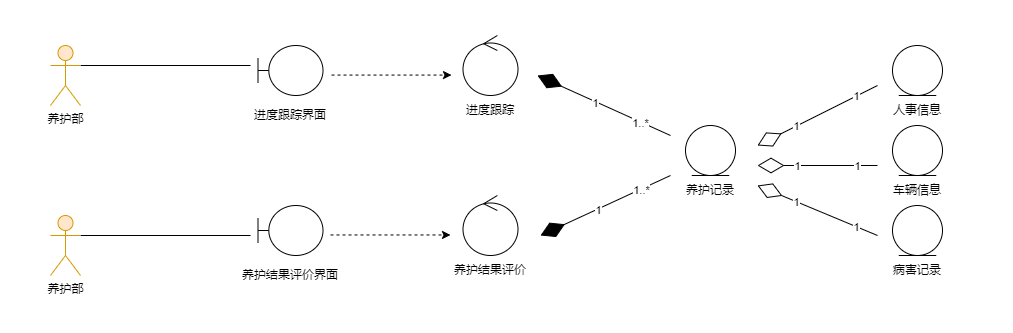 养护部
进度跟踪界面
进度跟踪
1
1..*
养护部
养护结果评价界面
养护结果评价
1
1..*
养护记录
1
1
人事信息
1
1
车辆信息
1
1
病害记录